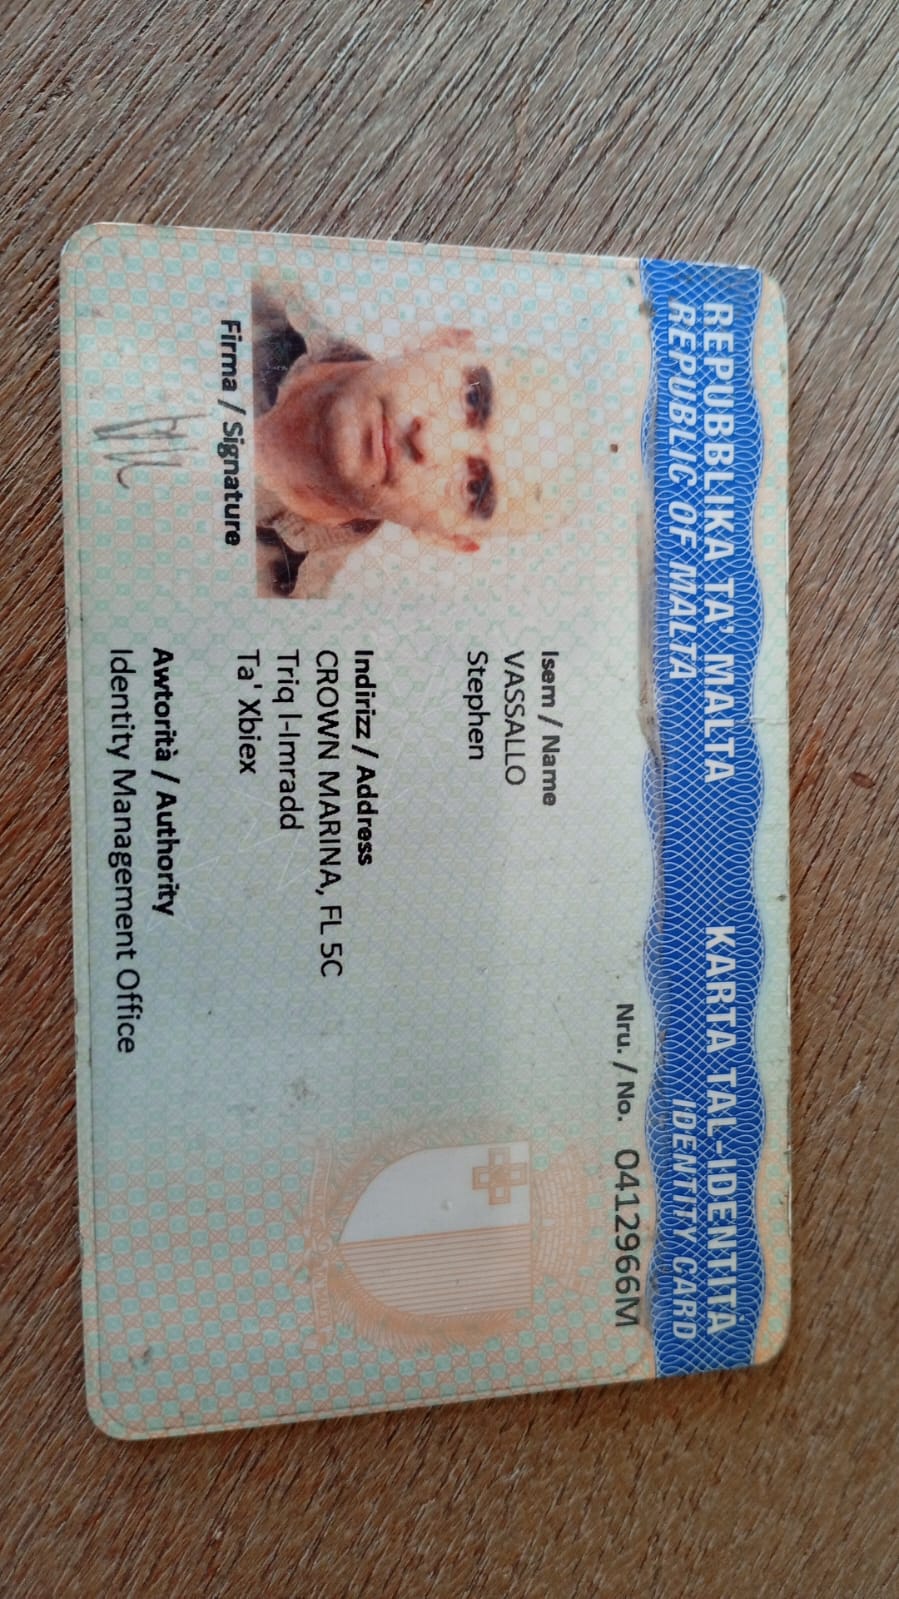 REPUBBLIKA TA' MALTA KARTA TAL-IDENTITÀ
REPUBLIC OF MALTA IDENTITY CARD
Nru. / No. 0412966M
Isem / Name
VASSALLO
Stephen
Indirizz / Address
CROWN MARINA, FL 5C
Triq l-Imradd
Ta' Xbiex
Firma / Signature
Awtorità / Authority
Identity Management Office